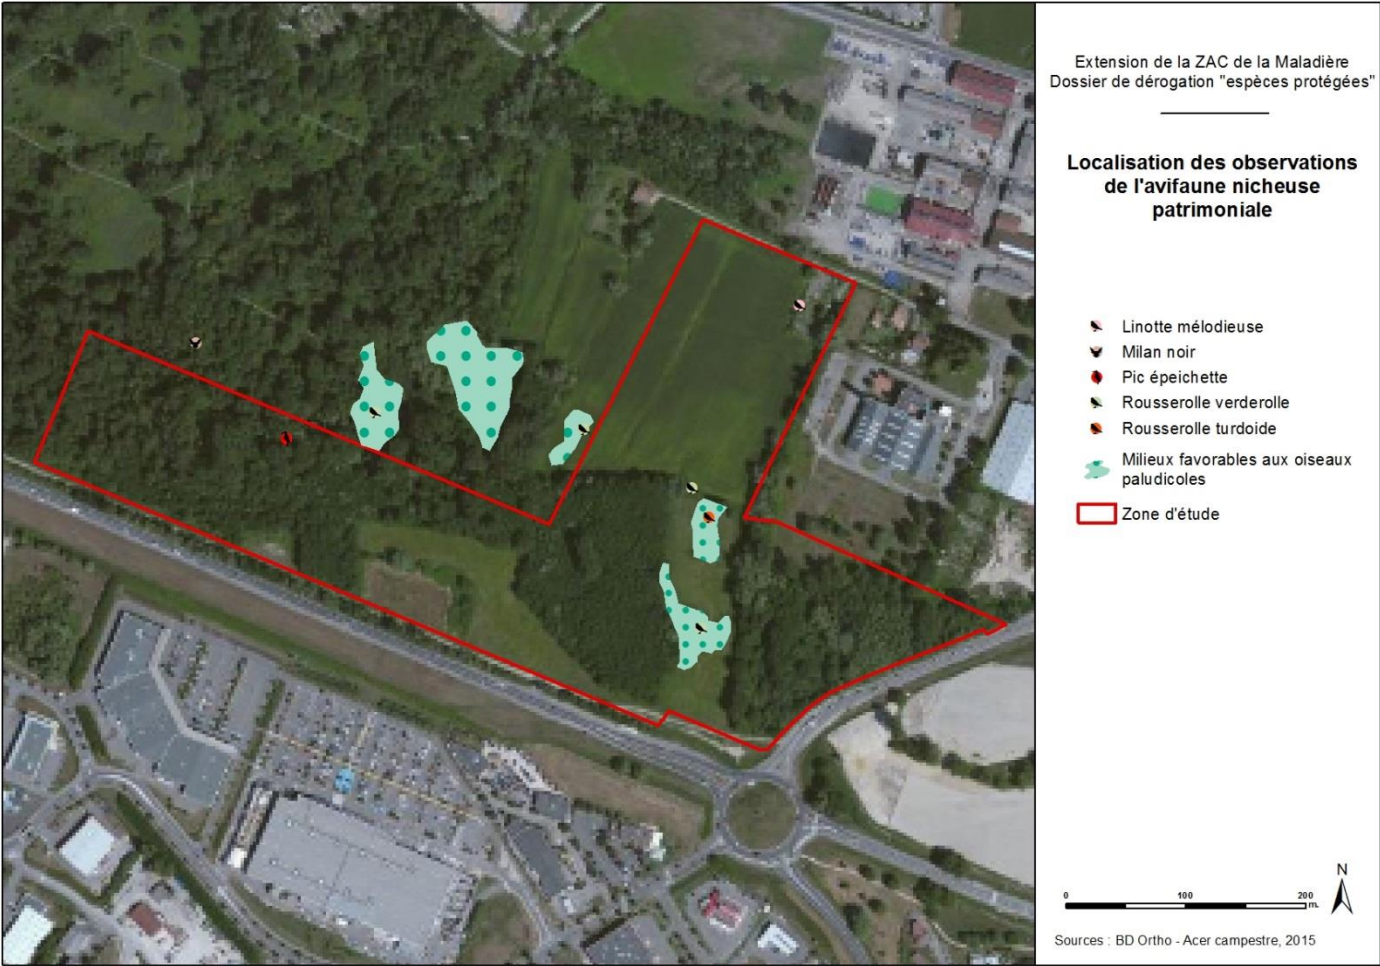 Extension de la ZAC de la Maladière
Dossier de dérogation "espèces protégées"
Localisation des observations
de l'avifaune nicheuse
patrimoniale
Linotte mélodieuse
Milan noir
Pic épeichette
Rousserolle verderolle
Rousserolle turdoide
Milieux favorables aux oiseaux
paludicoles
Zone d'étude
N
0 100 200
m.
Sources : BD Ortho - Acer campestre, 2015